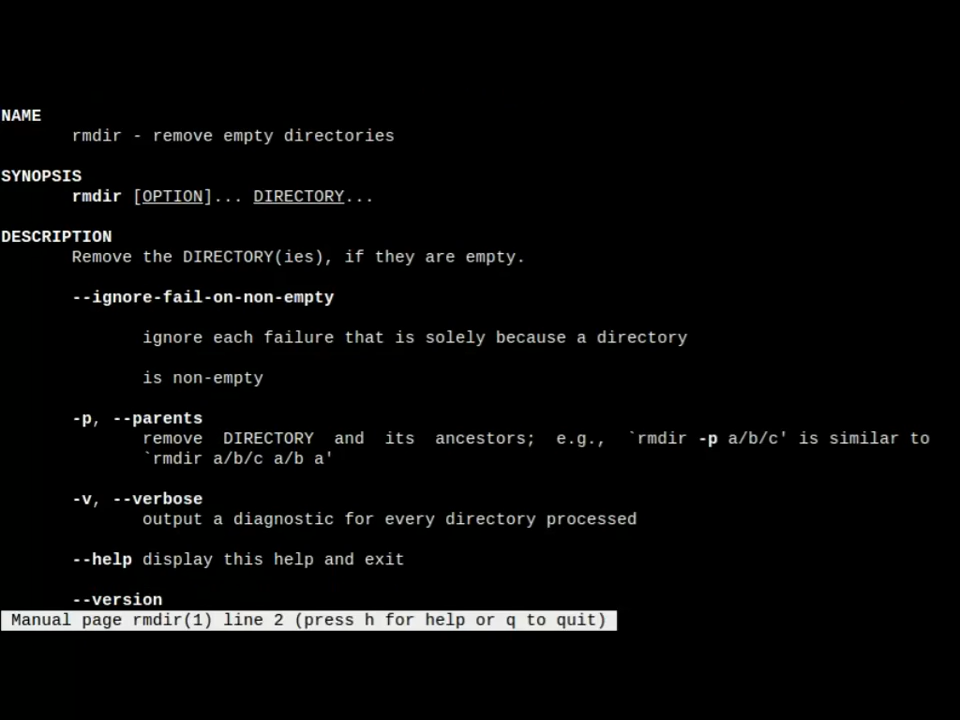 NAME
rmdir - remove empty directories
SYNOPSIS
rmdir [OPTION]... DIRECTORY...
DESCRIPTION
Remove the DIRECTORY(ies), if they are empty.
--ignore-fail-on-non-empty
ignore each failure that is solely because a directory
is non-empty
-p, --parents
remove DIRECTORY and its ancestors; e.g., `rmdir -p a/b/c' is similar to
`rmdir a/b/c a/b a'
-v, --verbose
output a diagnostic for every directory processed
--help display this help and exit
--version
Manual page rmdir(1) line 2 (press h for help or q to quit)